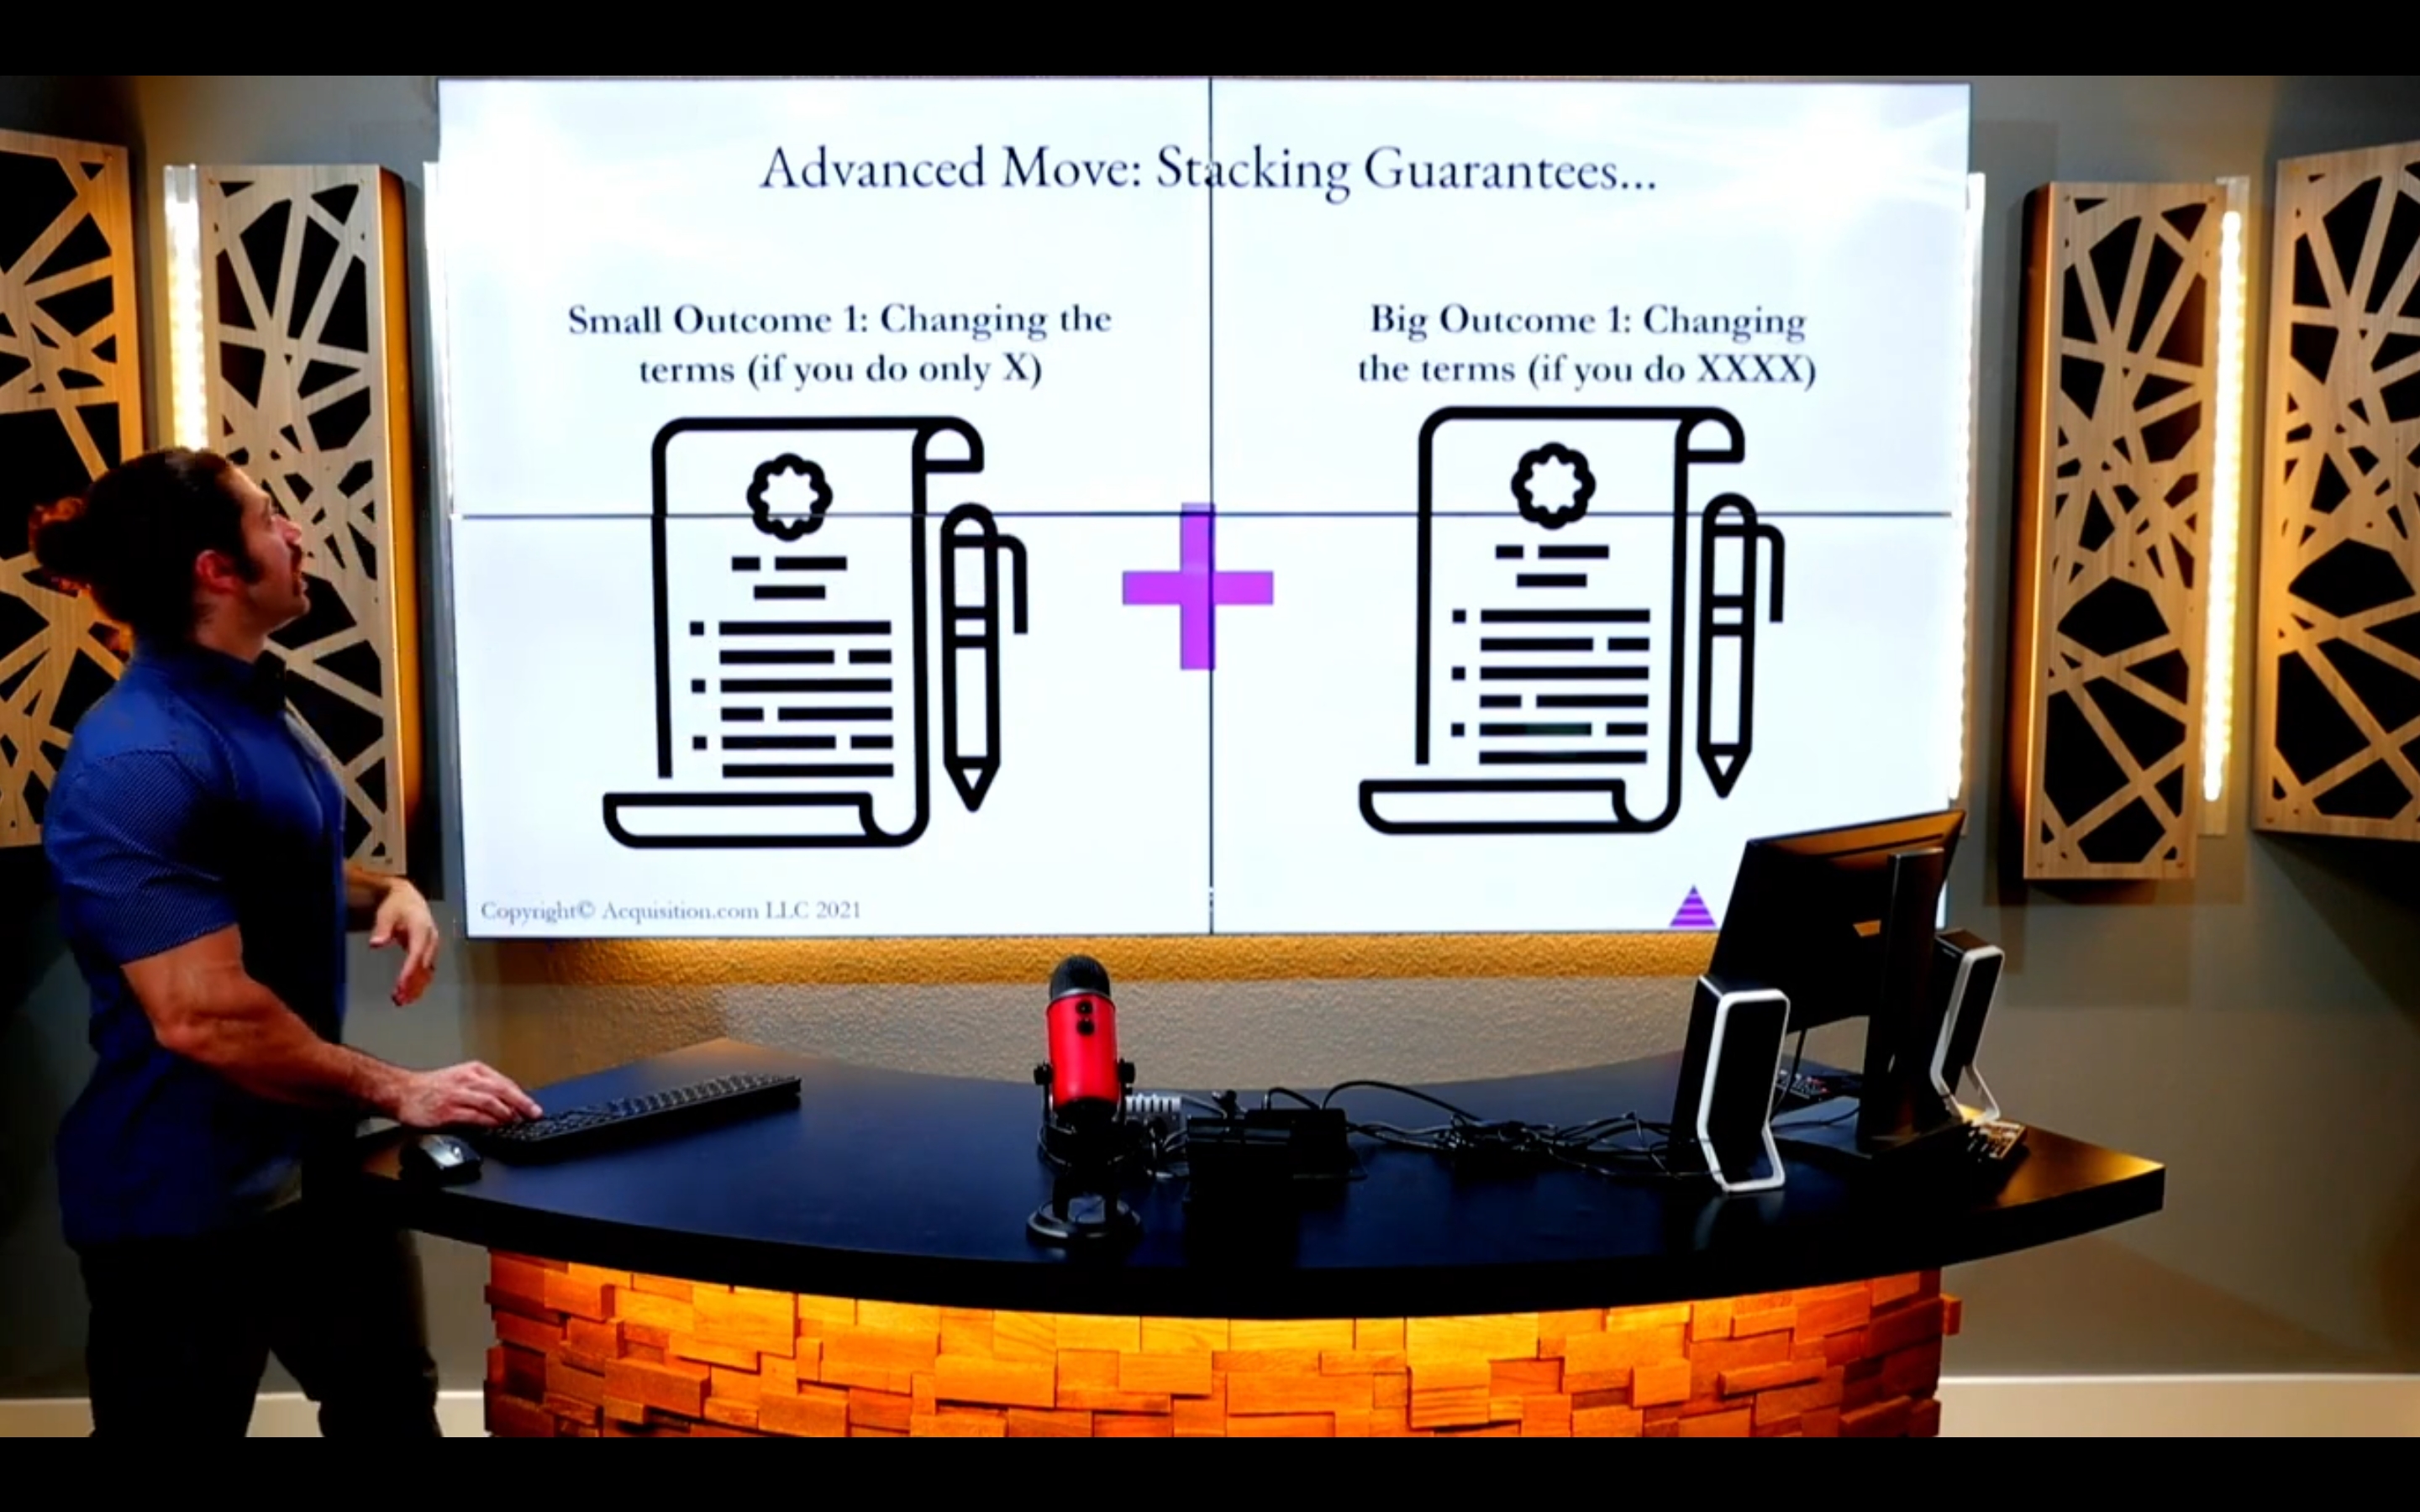 Advanced Move: Stacking Guarantees...
Small Outcome 1: Changing the
terms (if you do only X)
Big Outcome 1: Changing
the terms (if you do XXXX)
Copyright© Acquisition.com LLC 2021